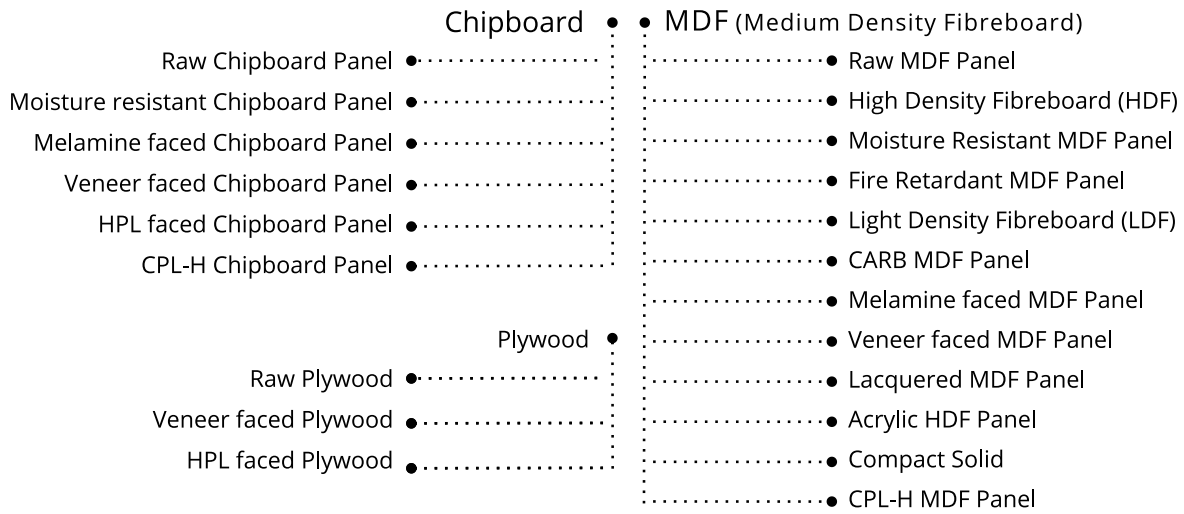 Chipboard
Raw Chipboard Panel
Moisture resistant Chipboard Panel
Melamine faced Chipboard Panel
Veneer faced Chipboard Panel
HPL faced Chipboard Panel
CPL-H Chipboard Panel
Plywood
Raw Plywood
Veneer faced Plywood
HPL faced Plywood
MDF (Medium Density Fibreboard)
Raw MDF Panel
High Density Fibreboard (HDF)
Moisture Resistant MDF Panel
Fire Retardant MDF Panel
Light Density Fibreboard (LDF)
CARB MDF Panel
Melamine faced MDF Panel
Veneer faced MDF Panel
Lacquered MDF Panel
Acrylic HDF Panel
Compact Solid
CPL-H MDF Panel